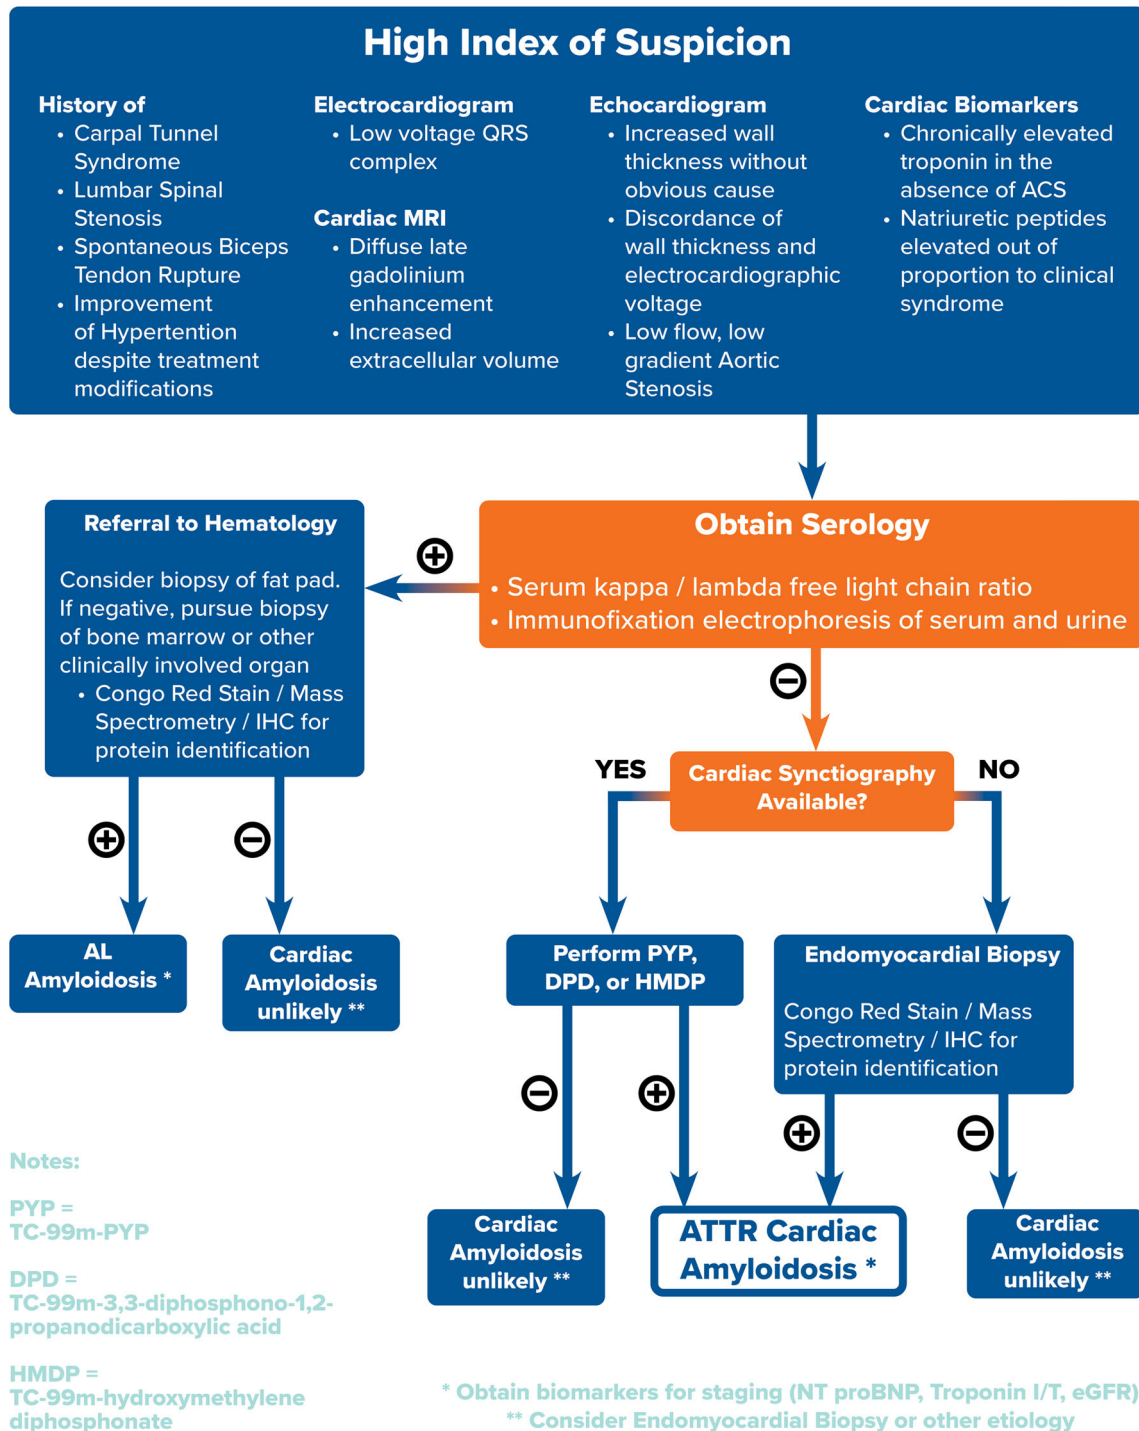 High Index of Suspicion
History of
• Carpal Tunnel
Syndrome
• Lumbar Spinal
Stenosis
• Spontaneous Biceps
Tendon Rupture
• Improvement
of Hypertention
despite treatment
modifications
Electrocardiogram
• Low voltage QRS
complex
Cardiac MRI
• Diffuse late
gadolinium
enhancement
• Increased
extracellular volume
Echocardiogram
• Increased wall
thickness without
obvious cause
• Discordance of
wall thickness and
electrocardiographic
voltage
• Low flow, low
gradient Aortic
Stenosis
Cardiac Biomarkers
• Chronically elevated
troponin in the
absence of ACS
• Natriuretic peptides
elevated out of
proportion to clinical
syndrome
Obtain Serology
• Serum kappa / lambda free light chain ratio
• Immunofixation electrophoresis of serum and urine
+
Referral to Hematology
Consider biopsy of fat pad.
If negative, pursue biopsy
of bone marrow or other
clinically involved organ
• Congo Red Stain / Mass
Spectrometry / IHC for
protein identification
+
−
AL
Amyloidosis *
Cardiac
Amyloidosis
unlikely **
−
Cardiac Synctiography
Available?
YES
NO
Perform PYP,
DPD, or HMDP
Endomyocardial Biopsy
Congo Red Stain / Mass
Spectrometry / IHC for
protein identification
−
+
+
−
Cardiac
Amyloidosis
unlikely **
ATTR Cardiac
Amyloidosis *
Cardiac
Amyloidosis
unlikely **
Notes:
PYP =
TC-99m-PYP
DPD =
TC-99m-3,3-diphosphono-1,2-
propanodicarboxylic acid
HMDP =
TC-99m-hydroxymethylene
diphosphonate
* Obtain biomarkers for staging (NT proBNP, Troponin I/T, eGFR)
** Consider Endomyocardial Biopsy or other etiology